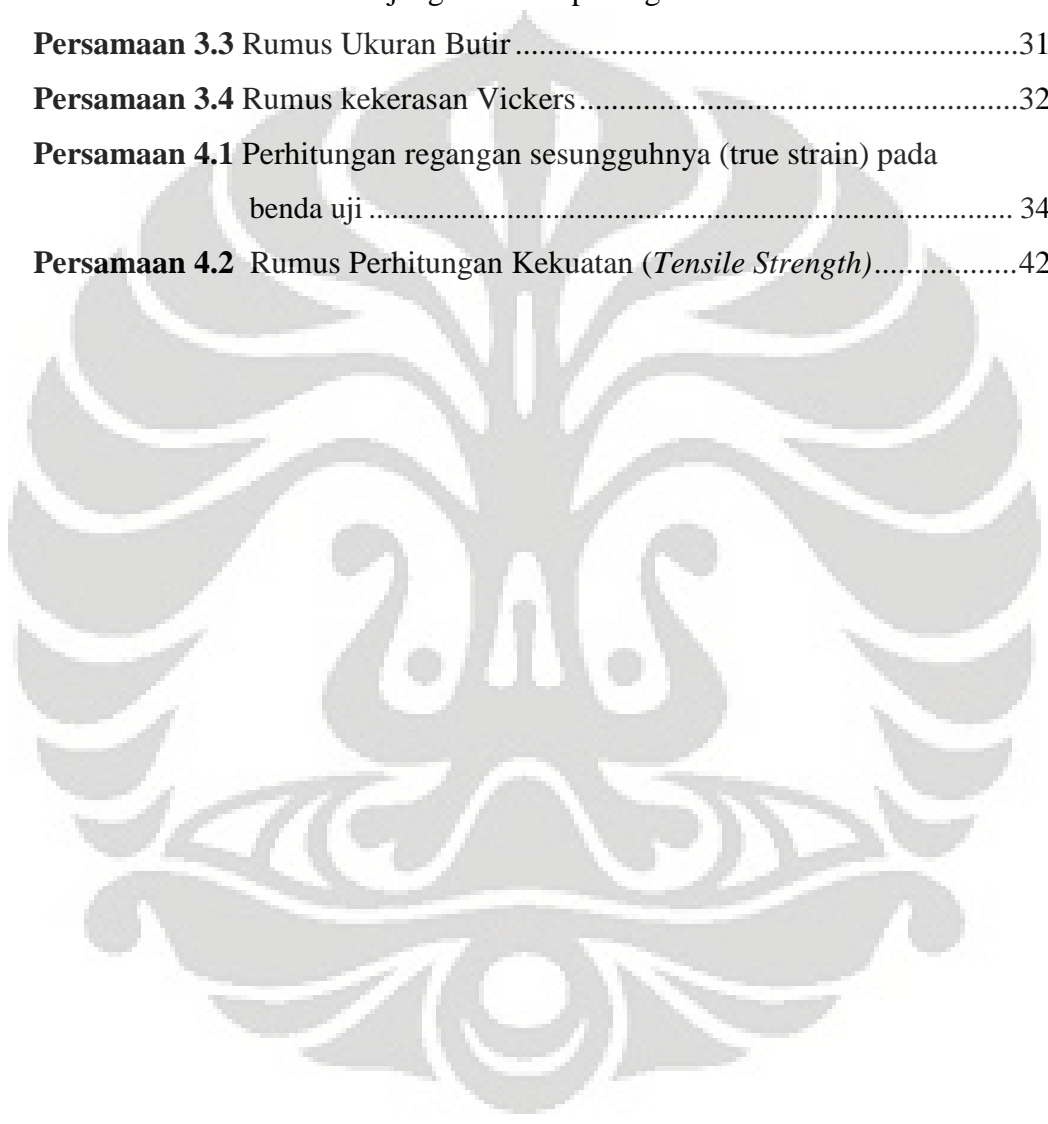 Persamaan 3.3 Rumus Ukuran Butir..........................................................................31
Persamaan 3.4 Rumus kekerasan Vickers................................................................32
Persamaan 4.1 Perhitungan regangan sesungguhnya (true strain) pada
benda uji................................................................................................ 34
Persamaan 4.2 Rumus Perhitungan Kekuatan (Tensile Strength).................42